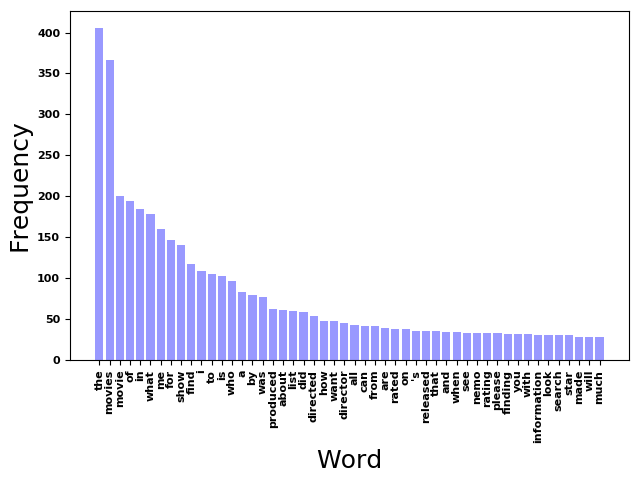 Frequency
400
350
300
250
200
150
100
50
0
the
movies
movie
of
in
what
me
for
show
find
i
to
is
who
a
by
was
produced
about
list
did
directed
how
want
director
all
can
from
are
rated
on
's
released
that
and
when
see
nemo
rating
please
finding
you
with
information
look
search
star
made
will
much
Word